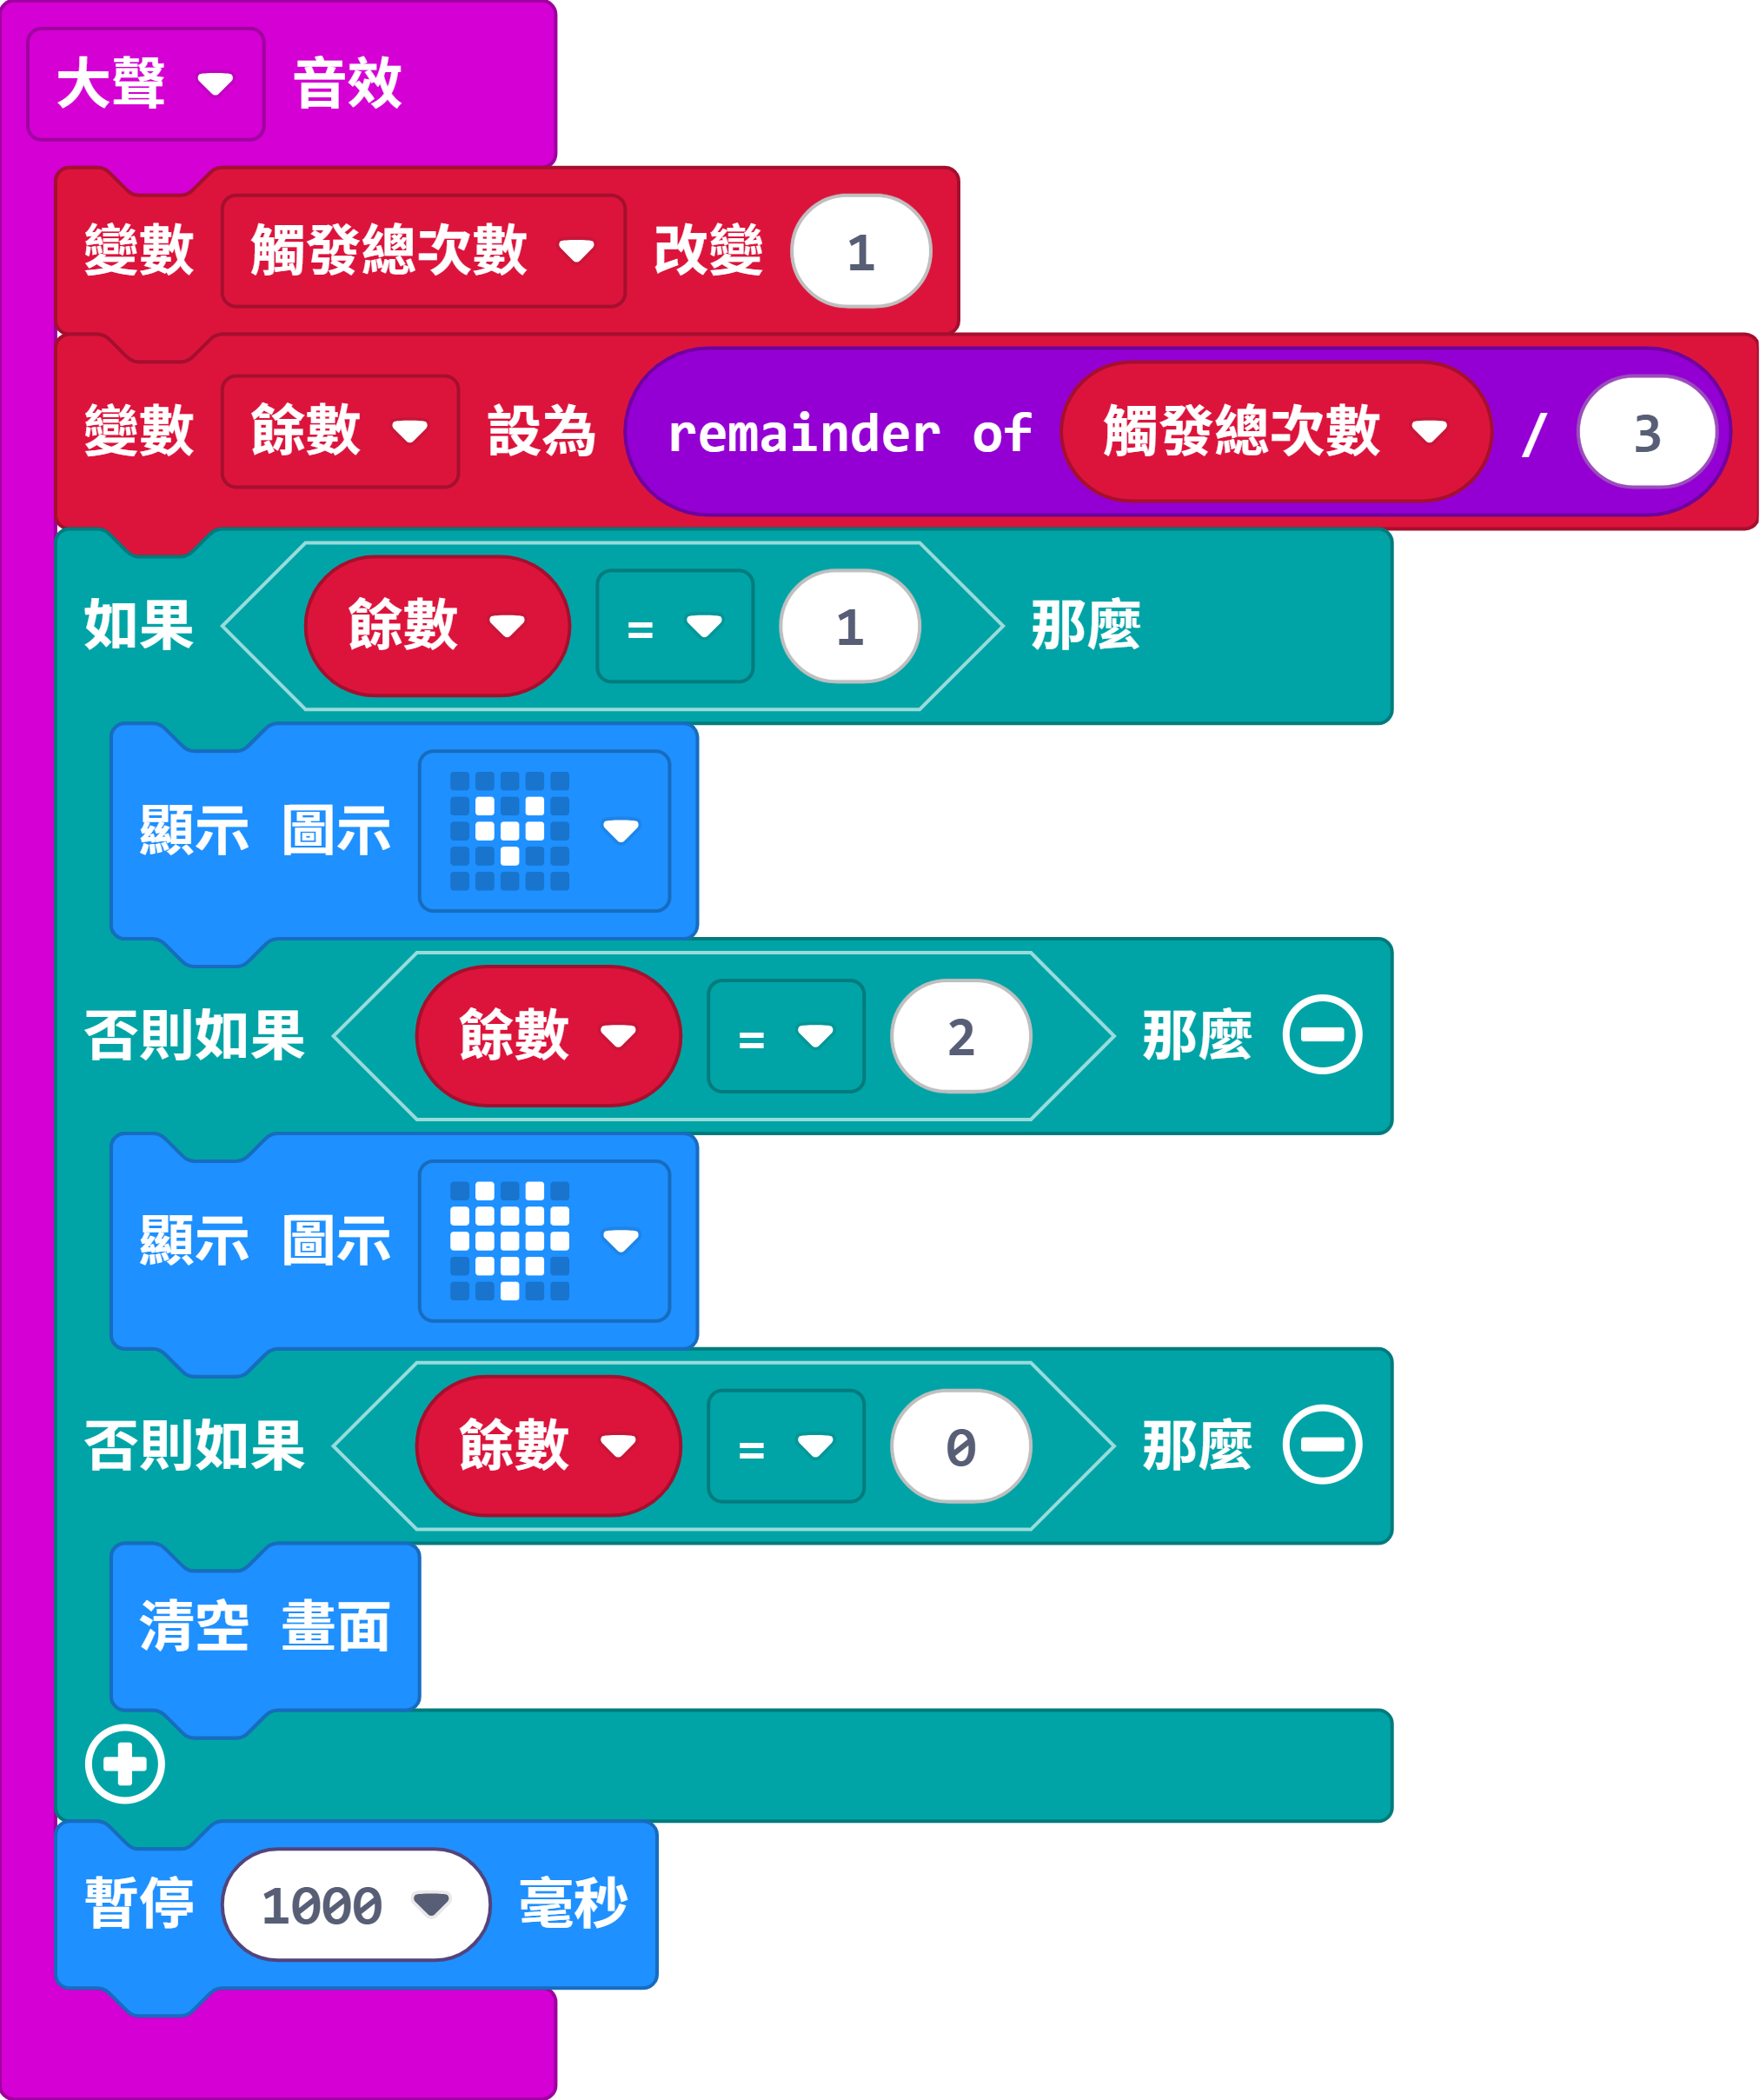 大聲 音效
變數 觸發總次數 改變 1
變數 餘數 設為 remainder of 觸發總次數 / 3
如果 餘數 = 1 那麼
顯示 圖示
否則如果 餘數 = 2 那麼
顯示 圖示
否則如果 餘數 = 0 那麼
清空 畫面
暫停 1000 毫秒